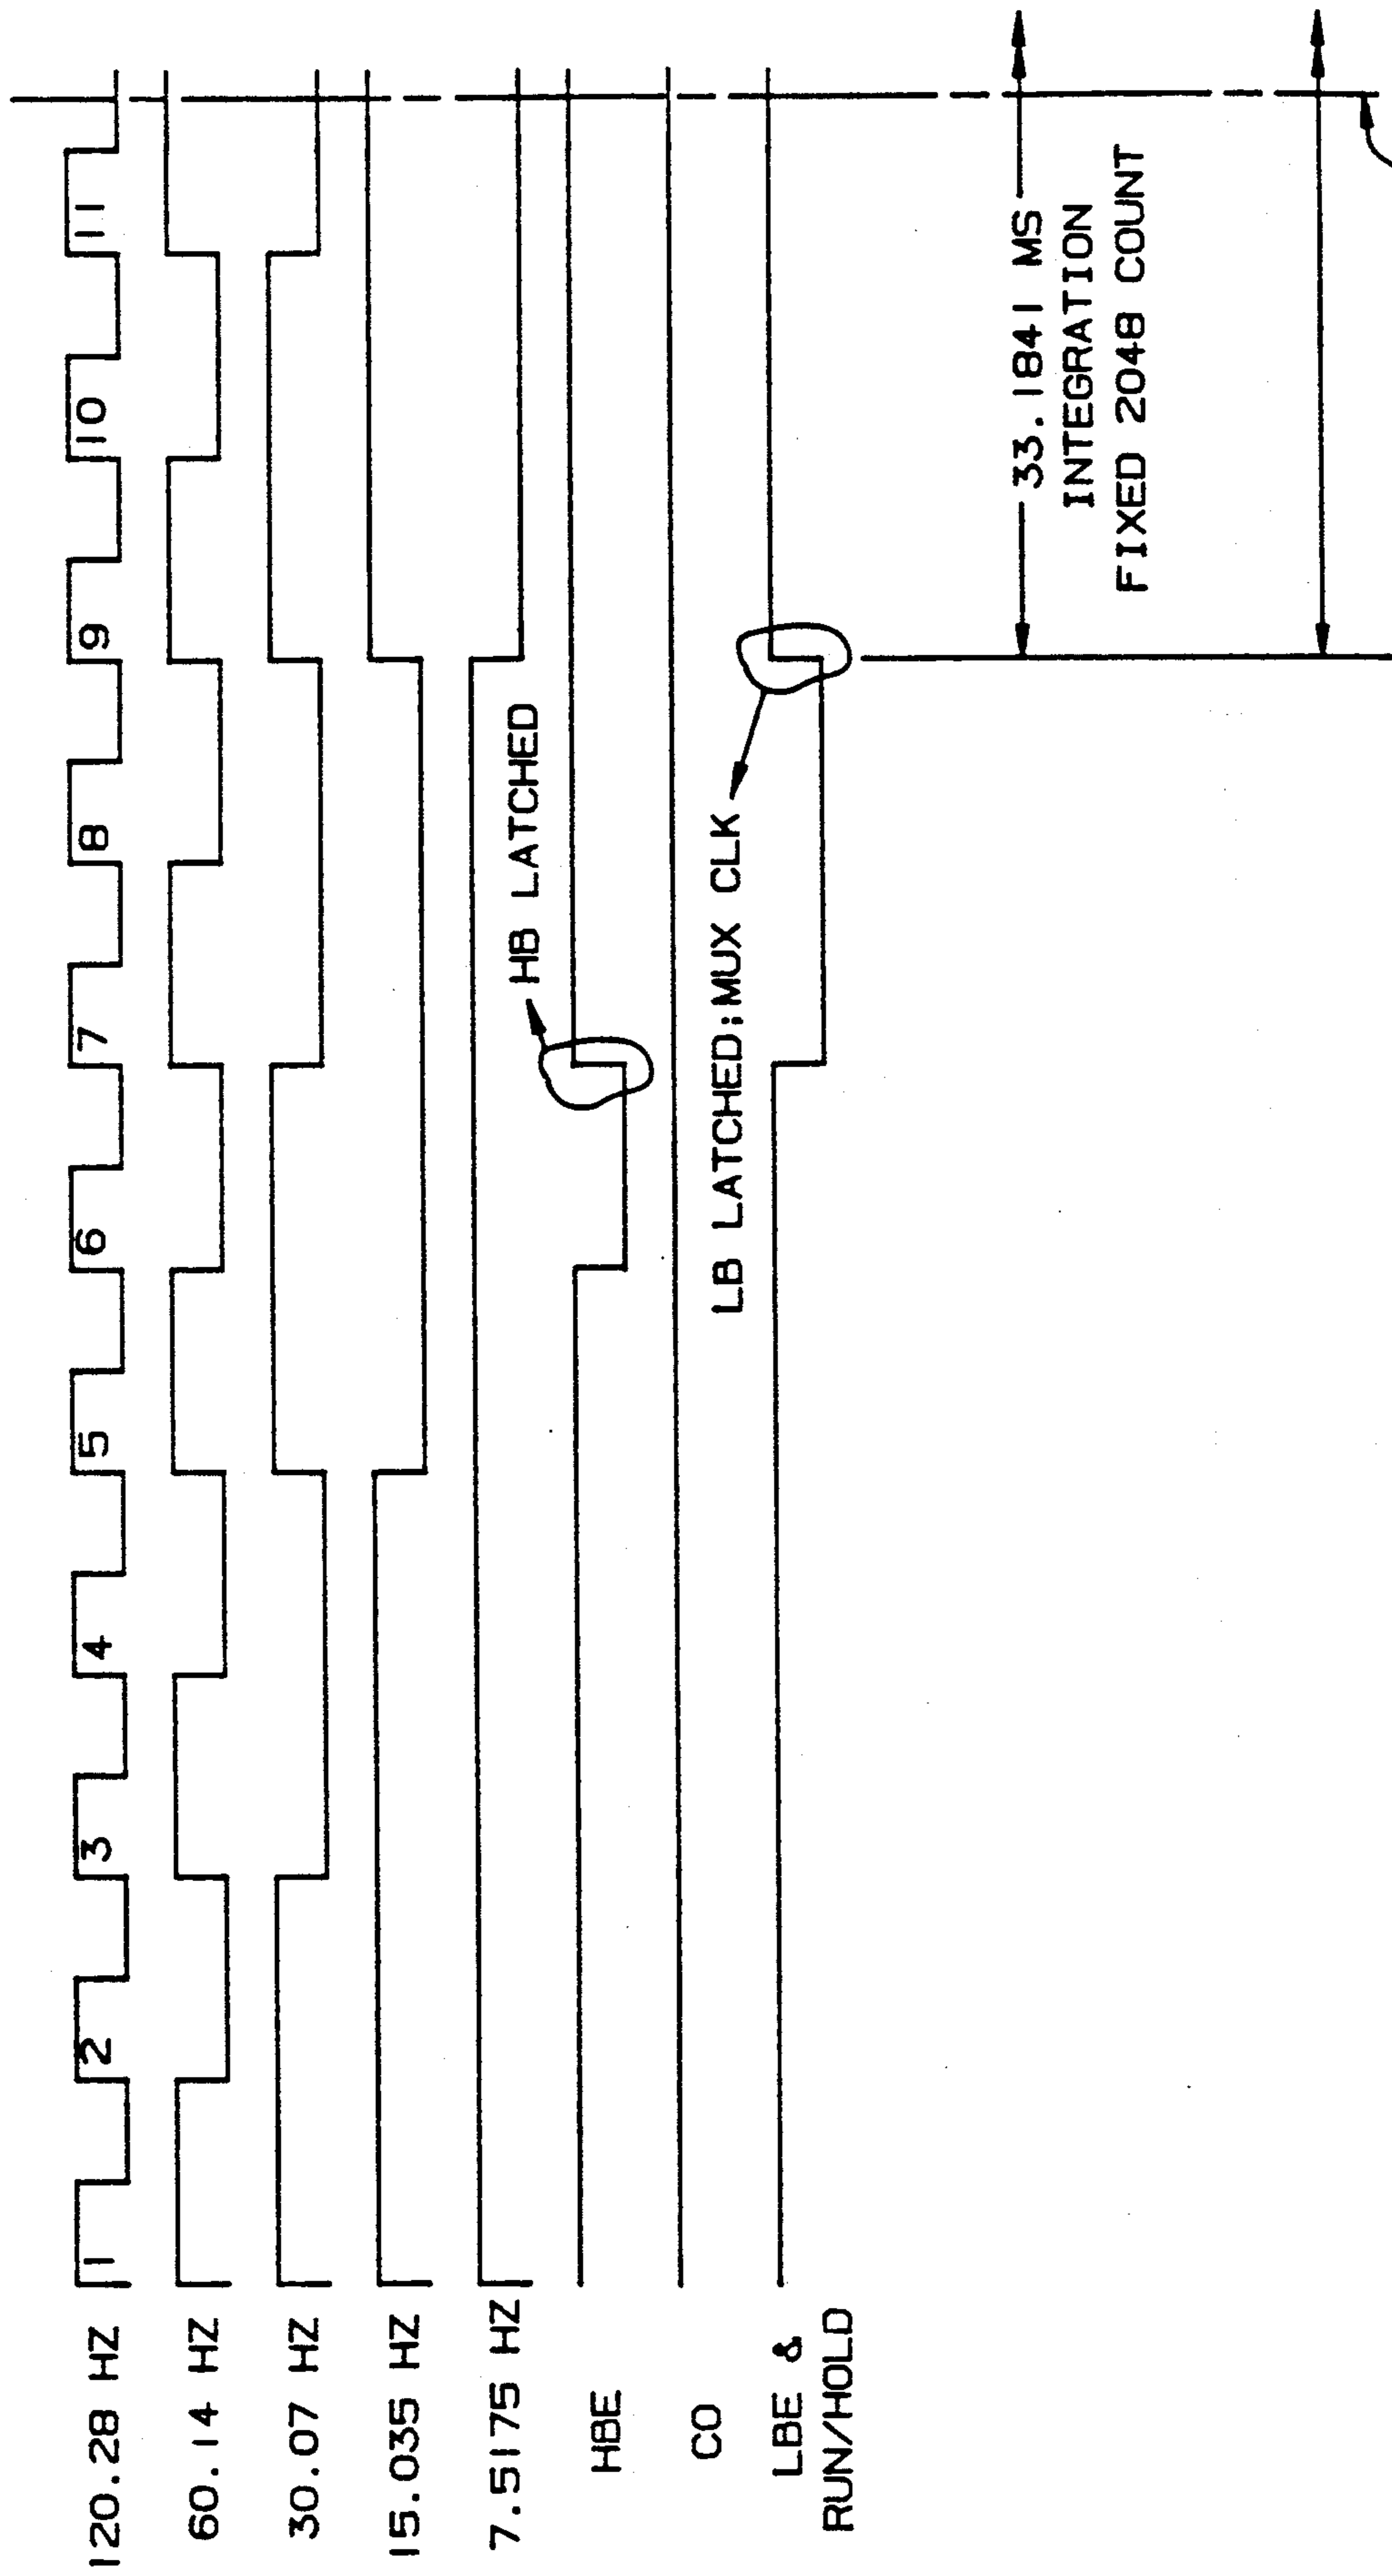 120.28 HZ
1 2 3 4 5 6 7 8 9 10 11
60.14 HZ
30.07 HZ
15.035 HZ
7.5175 HZ
HB LATCHED
HBE
CO
LB LATCHED;MUX CLK
LBE &
RUN/HOLD
33.1841 MS
INTEGRATION
FIXED 2048 COUNT